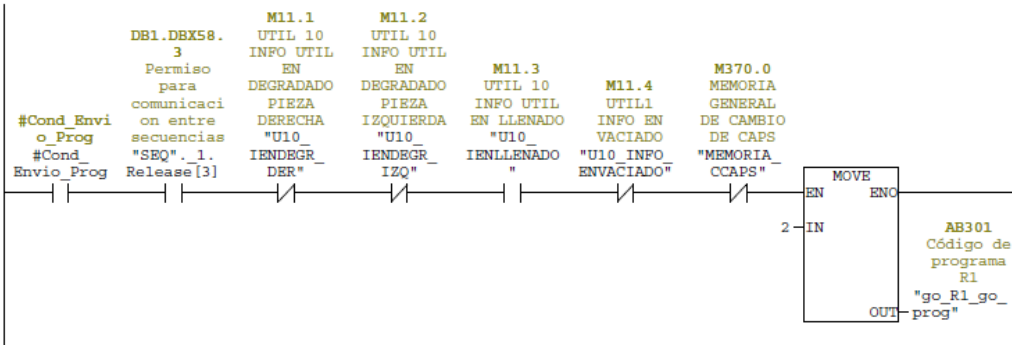 #Cond_Envi
o_Prog
#Cond_
Envio_Prog
DB1.DBX58.
3
Permiso
para
comunicaci
on entre
secuencias
"SEQ"._1.
Release[3]
M11.1
UTIL 10
INFO UTIL
EN
DEGRADADO
PIEZA
DERECHA
"U10_
IENDEGR_
DER"
M11.2
UTIL 10
INFO UTIL
EN
DEGRADADO
PIEZA
IZQUIERDA
"U10_
IENDEGR_
IZQ"
M11.3
UTIL 10
INFO UTIL
EN LLENADO
"U10_
IENLLENADO
"
M11.4
UTIL1
INFO EN
VACIADO
"U10_INFO_
ENVACIADO"
M370.0
MEMORIA
GENERAL
DE CAMBIO
DE CAPS
"MEMORIA_
CCAPS"
MOVE
EN ENO
2 IN
OUT
AB301
Código de
programa
R1
"go_R1_go_
prog"